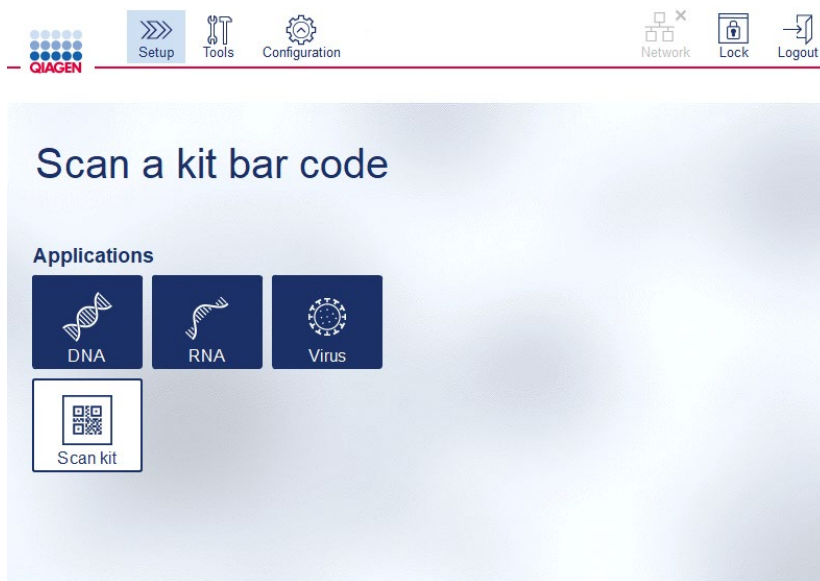 QIAGEN
Setup
Tools
Configuration
Network
Lock
Logout
Scan a kit bar code
Applications
DNA
RNA
Virus
Scan kit